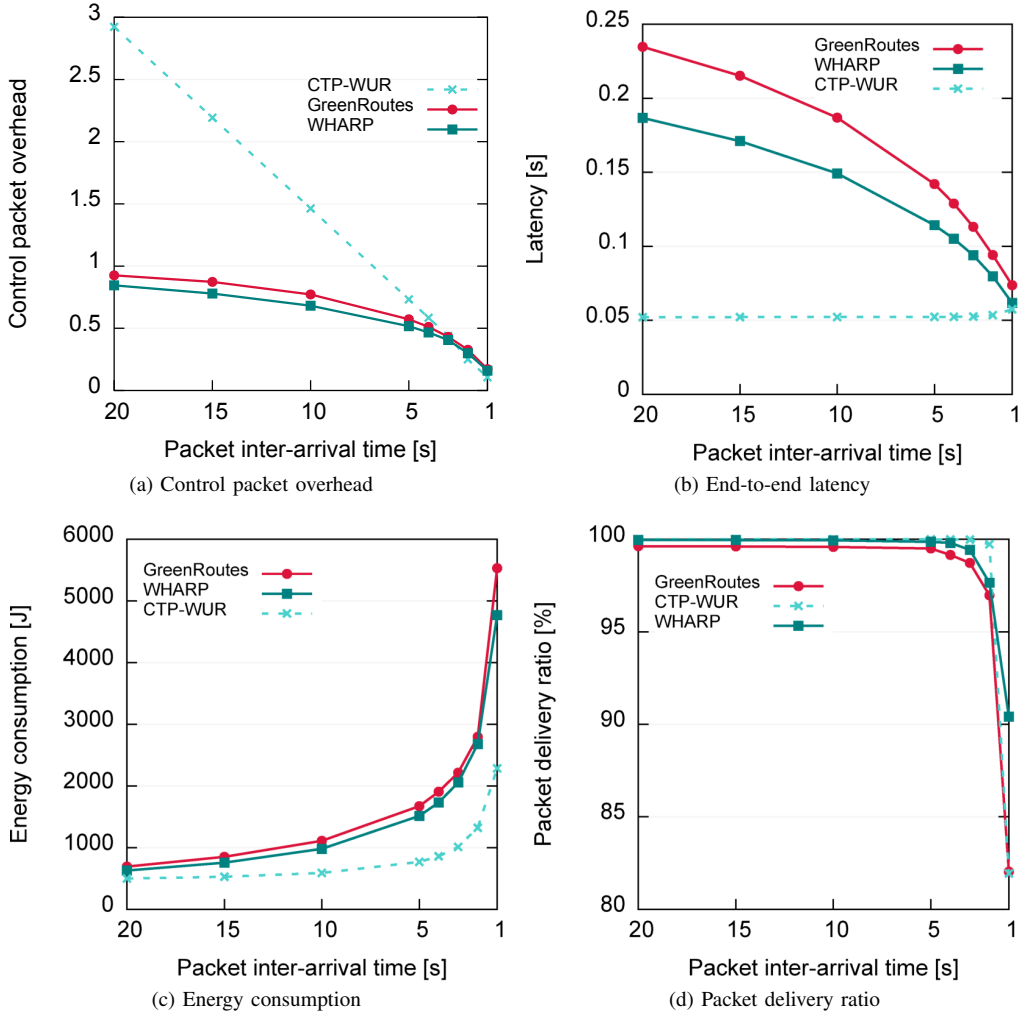 3
2.5
2
1.5
1
0.5
0
Control packet overhead
CTP-WUR
GreenRoutes
WHARP
20 15 10 5 1
Packet inter-arrival time [s]
(a) Control packet overhead
0.25
0.20
0.15
0.1
0.05
0
Latency [s]
GreenRoutes
WHARP
CTP-WUR
20 15 10 5 1
Packet inter-arrival time [s]
(b) End-to-end latency
6000
5000
4000
3000
2000
1000
0
Energy consumption [J]
GreenRoutes
WHARP
CTP-WUR
20 15 10 5 1
Packet inter-arrival time [s]
(c) Energy consumption
100
95
90
85
80
Packet delivery ratio [%]
GreenRoutes
CTP-WUR
WHARP
20 15 10 5 1
Packet inter-arrival time [s]
(d) Packet delivery ratio